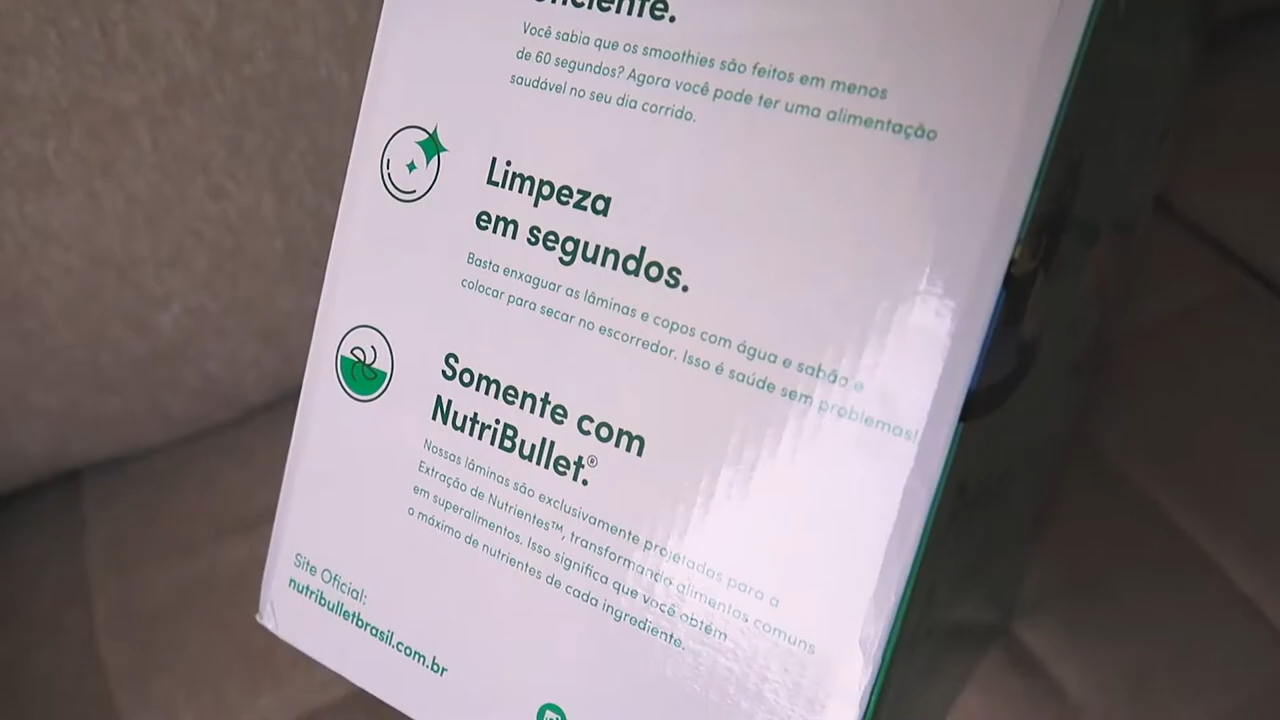 Você sabia que os smoothies são feitos em menos
de 60 segundos? Agora você pode ter uma alimentação
saudável no seu dia corrido.
Limpeza
em segundos.
Basta enxaguar as lâminas e copos com água e sabão e
colocar para secar no escorredor. Isso é saúde sem problemas!
Somente com
NutriBullet.®
Nossas lâminas são exclusivamente projetadas para a
Extração de Nutrientes™, transformando alimentos comuns
em superalimentos. Isso significa que você obtém
o máximo de nutrientes de cada ingrediente.
Site Oficial:
nutribulletbrasil.com.br